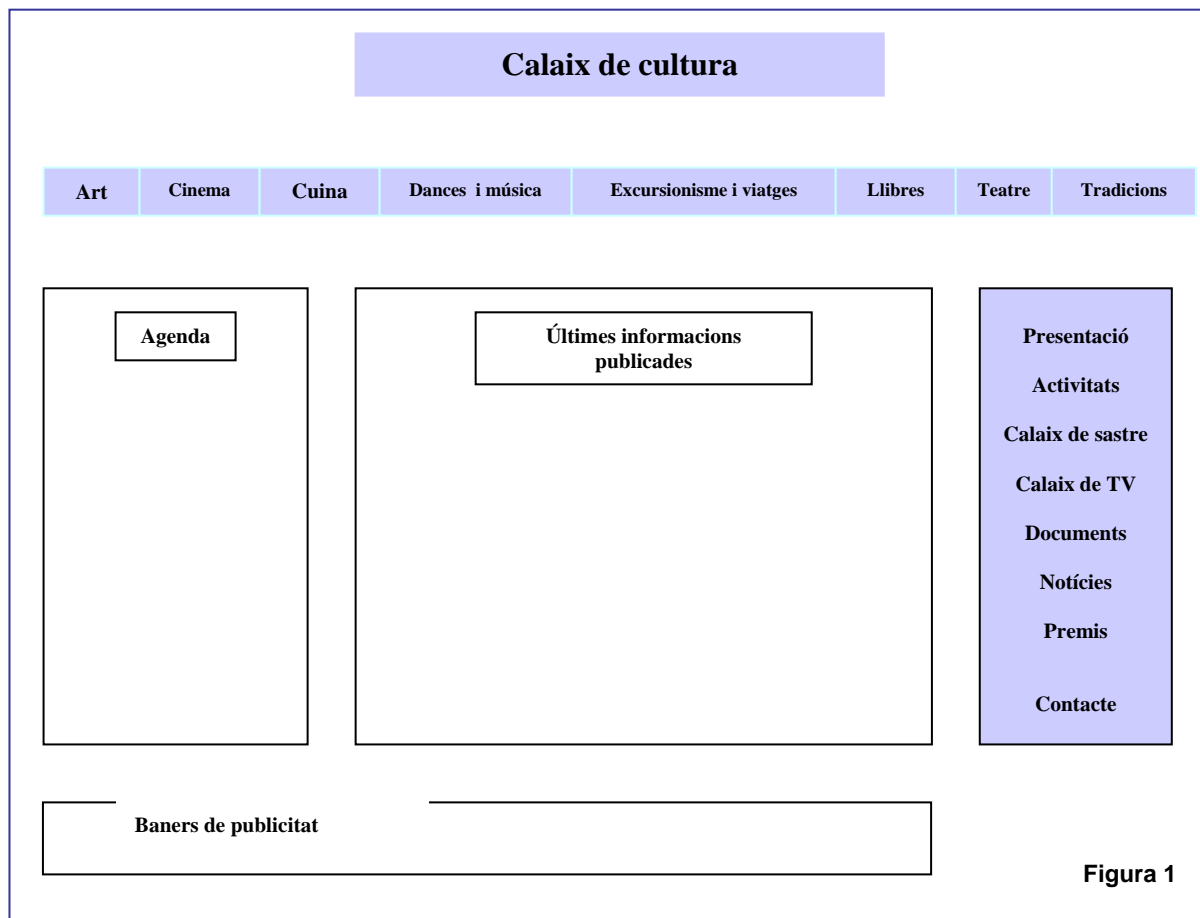 Calaix de cultura
Art
Cinema
Cuina
Dances i música
Excursionisme i viatges
Llibres
Teatre
Tradicions
Agenda
Últimes informacions
publicades
Presentació
Activitats
Calaix de sastre
Calaix de TV
Documents
Notícies
Premis
Contacte
Baners de publicitat
Figura 1